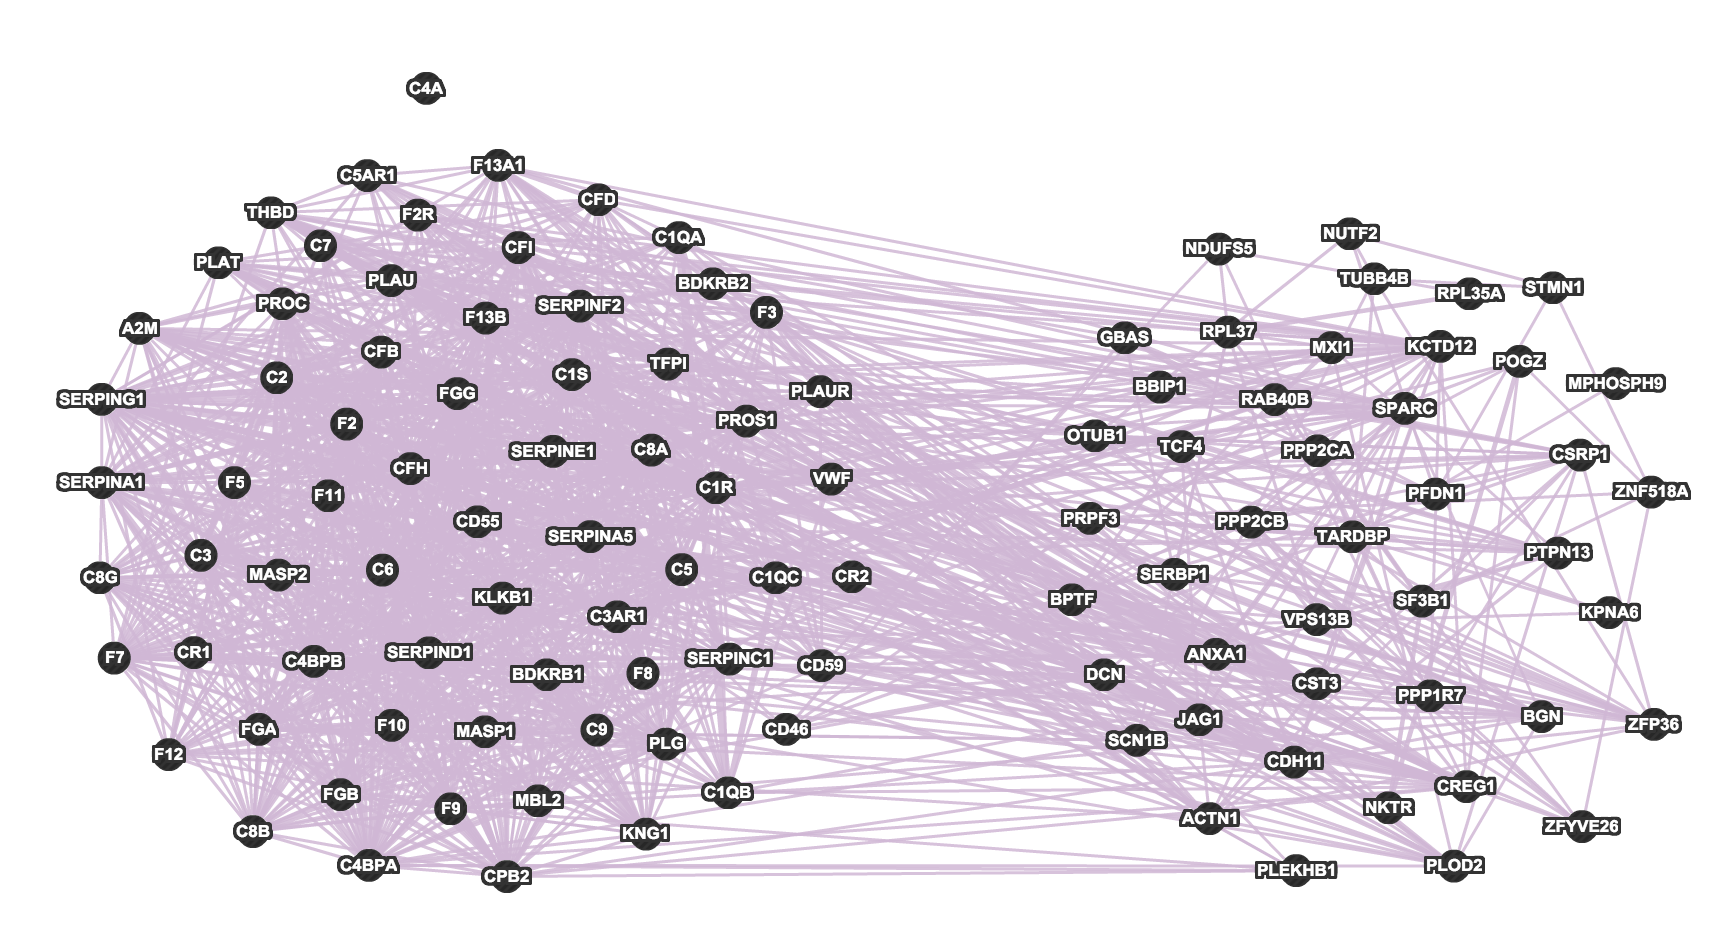 C4A
F13A1
C5AR1
CFD
THBD
F2R
NUTF2
C1QA
C7
CFI
NDUFS5
PLAT
TUBB4B
PLAU
BDKRB2
STMN1
RPL35A
PROC
SERPINF2
F3
F13B
A2M
RPL37
GBAS
KCTD12
MXI1
CFB
TFPI
POGZ
C2
C1S
MPHOSPH9
BBIP1
PLAUR
FGG
SERPING1
RAB40B
SPARC
PROS1
F2
OTUB1
TCF4
C8A
SERPINE1
PPP2CA
CSRP1
CFH
VWF
SERPINA1
F5
C1R
ZNF518A
PFDN1
F11
PRPF3
CD55
PPP2CB
SERPINA5
TARDBP
PTPN13
C3
C6
C5
MASP2
SERBP1
C8G
C1QC
CR2
KLKB1
BPTF
SF3B1
KPNA6
C3AR1
VPS13B
CR1
SERPIND1
ANXA1
F7
SERPINC1
C4BPB
CD59
F8
BDKRB1
DCN
CST3
PPP1R7
BGN
JAG1
F10
ZFP36
FGA
C9
CD46
MASP1
SCN1B
PLG
F12
CDH11
CREG1
C1QB
FGB
MBL2
NKTR
F9
ACTN1
ZFYVE26
C8B
KNG1
C4BPA
PLOD2
PLEKHB1
CPB2